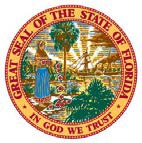 GREAT SEAL OF THE STATE OF FLORIDA
IN GOD WE TRUST